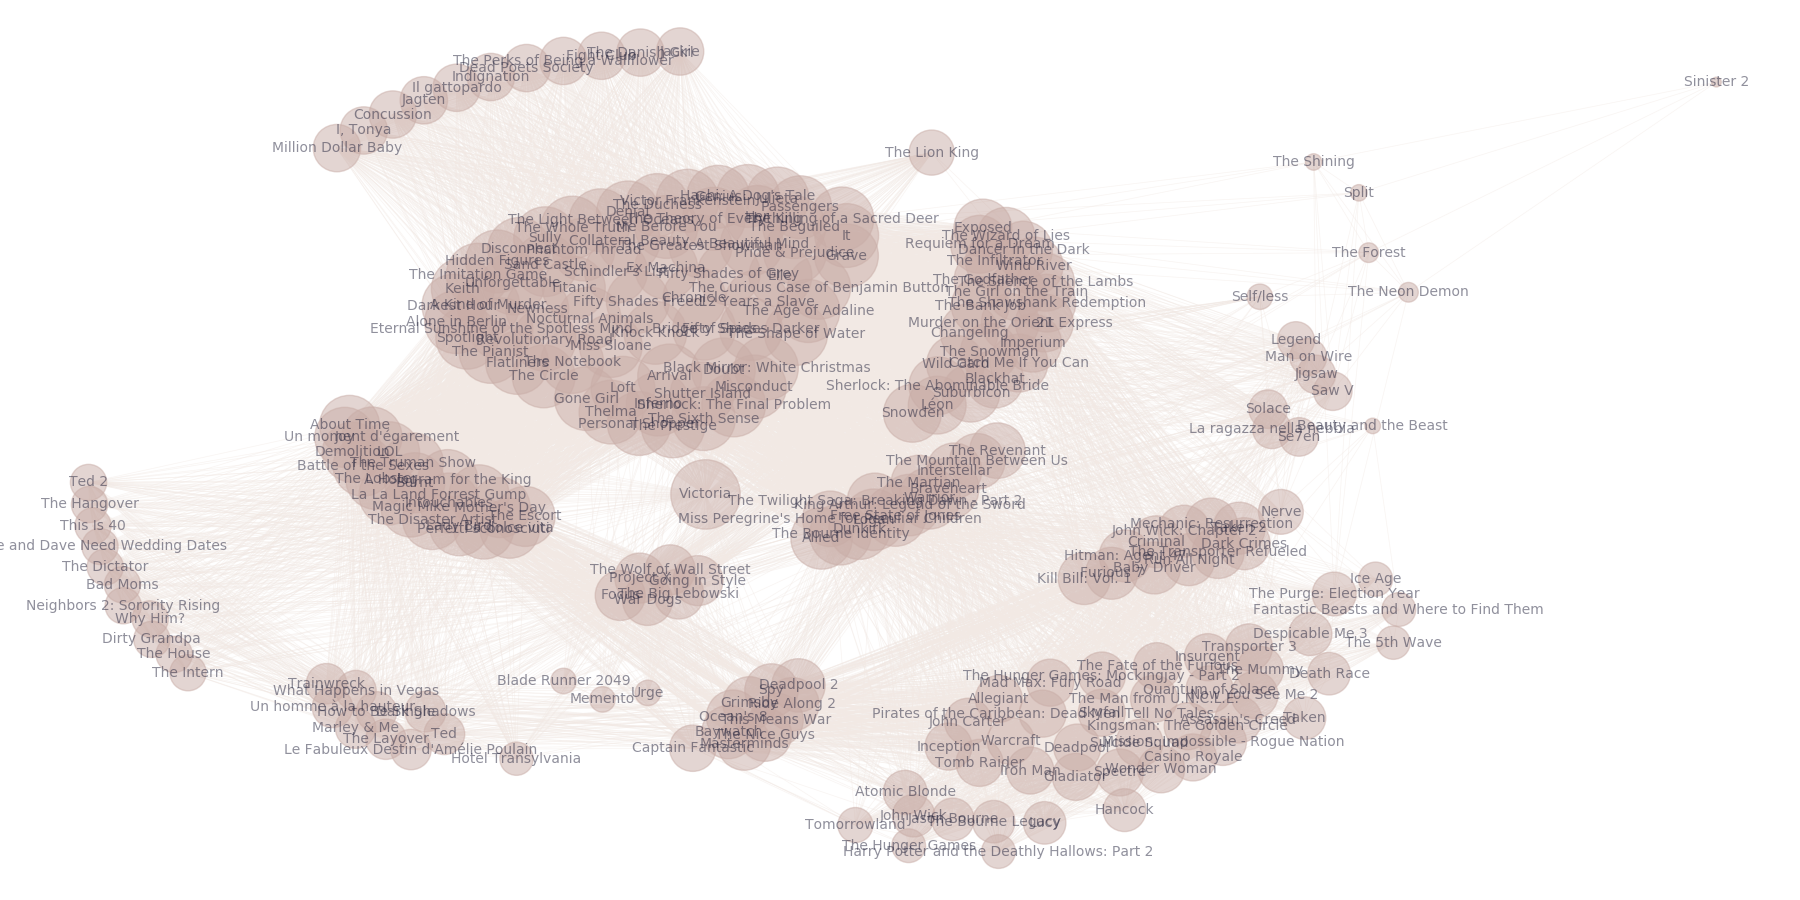 Jackie
The Danish Girl
Fight Club
The Perks of Being a Wallflower
Dead Poets Society
Indignation
Il gattopardo
Jagten
Concussion
I, Tonya
Million Dollar Baby
Sinister 2
The Lion King
The Shining
Split
The Forest
The Neon Demon
Self/less
Hachi: A Dog's Tale
Passengers
The Duchess
Denial
The Light Between Oceans
The Theory of Everything
The Killing of a Sacred Deer
The Whole Truth
Me Before You
The Beguiled
It
Sully
Collateral Beauty
A Beautiful Mind
The Greatest Showman
Disconnect
Phantom Thread
Pride & Prejudice
Grave
Hidden Figures
Sand Castle
Ex Machina
Schindler's List
Fifty Shades of Grey
Elle
The Imitation Game
Unforgettable
Titanic
Keith
The Curious Case of Benjamin Button
Chronicle
Fifty Shades Freed
12 Years a Slave
Darkest Hour
A Kind of Murder
Newness
The Age of Adaline
Nocturnal Animals
Alone in Berlin
Eternal Sunshine of the Spotless Mind
Knock Knock
Bridge of Spies
Fifty Shades Darker
The Shape of Water
Spotlight
Revolutionary Road
Miss Sloane
The Pianist
Flatliners
The Notebook
The Circle
Black Mirror: White Christmas
Doubt
Arrival
Loft
Misconduct
Shutter Island
Gone Girl
Inferno
Sherlock: The Final Problem
Thelma
The Sixth Sense
Personal Shopper
The Prestige
Exposed
The Wizard of Lies
Requiem for a Dream
Dancer in the Dark
The Infiltrator
Wind River
The Godfather
The Silence of the Lambs
The Girl on the Train
The Shawshank Redemption
The Bank Job
Murder on the Orient Express
21
Changeling
Imperium
The Snowman
Wild Card
Catch Me If You Can
Blackhat
Sherlock: The Abominable Bride
Suburbicon
Léon
Snowden
Legend
Man on Wire
Jigsaw
Saw V
Solace
La ragazza nella nebbia
Se7en
Beauty and the Beast
About Time
Un moment d'égarement
Joy
Demolition
LOL
Battle of the Sexes
The Truman Show
The Lobster
A Hologram for the King
Burnt
La La Land
Forrest Gump
Intouchables
Magic Mike
Mother's Day
The Disaster Artist
The Escort
Perfetti sconosciuti
La dolce vita
Ted 2
The Hangover
This Is 40
e and Dave Need Wedding Dates
The Dictator
Bad Moms
Neighbors 2: Sorority Rising
Why Him?
Dirty Grandpa
The House
The Intern
Victoria
The Revenant
The Mountain Between Us
Interstellar
The Martian
Braveheart
Warrior
The Twilight Saga: Breaking Dawn - Part 2
King Arthur: Legend of the Sword
Free State of Jones
Miss Peregrine's Home for Peculiar Children
Logan
Dunkirk
The Bourne Identity
Allied
The Wolf of Wall Street
Project X
Going in Style
Focus
The Big Lebowski
War Dogs
Nerve
Mechanic: Resurrection
John Wick: Chapter 2
Taken 2
Criminal
Dark Crimes
The Transporter Refueled
Hitman: Agent 47
Run All Night
Baby Driver
Furious 7
Kill Bill: Vol. 1
Ice Age
The Purge: Election Year
Fantastic Beasts and Where to Find Them
Despicable Me 3
The 5th Wave
Transporter 3
Insurgent
The Fate of the Furious
The Mummy
Death Race
The Hunger Games: Mockingjay - Part 2
Mad Max: Fury Road
Quantum of Solace
Now You See Me 2
Allegiant
The Man from U.N.C.L.E.
Pirates of the Caribbean: Dead Men Tell No Tales
Skyfall
Assassin's Creed
Taken
John Carter
Kingsman: The Golden Circle
Warcraft
Suicide Squad
Mission: Impossible - Rogue Nation
Inception
Deadpool
Casino Royale
Tomb Raider
Iron Man
Spectre
Wonder Woman
Gladiator
Hancock
Atomic Blonde
John Wick
Jason Bourne
The Bourne Legacy
Lucy
Tomorrowland
The Hunger Games
Harry Potter and the Deathly Hallows: Part 2
Trainwreck
What Happens in Vegas
Un homme à la hauteur
How to Be Single
Dark Shadows
Marley & Me
The Layover
Ted
Le Fabuleux Destin d'Amélie Poulain
Hotel Transylvania
Blade Runner 2049
Memento
Urge
Deadpool 2
Spy
Grimsby
Ride Along 2
Ocean's 8
This Means War
Baywatch
The Nice Guys
Masterminds
Captain Fantastic